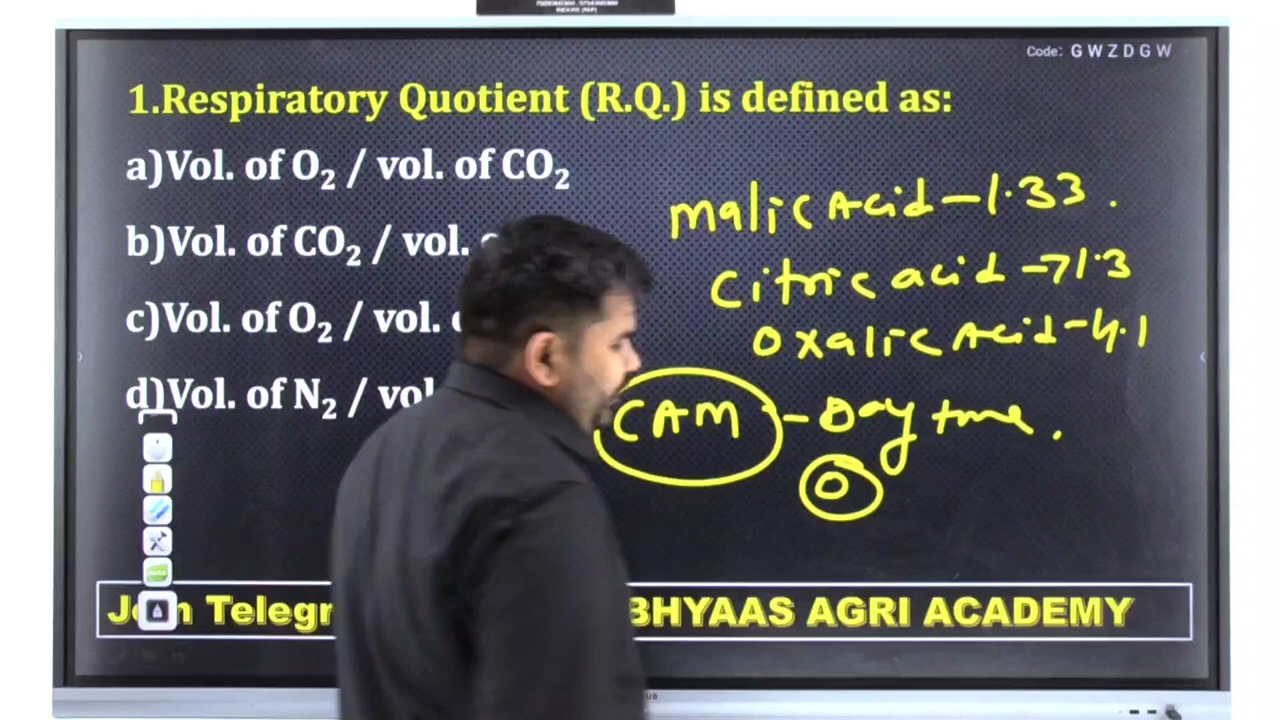 Code: G W Z D G W
1.Respiratory Quotient (R.Q.) is defined as:
a)Vol. of O₂ / vol. of CO₂
b)Vol. of CO₂ / vol.
c)Vol. of O₂ / vol.
d)Vol. of N₂ / vol
Malic Acid - 1.33 .
Citric acid - 1.3
Oxalic Acid - 4.1
CAM - Day time .
0
Telegr
BHYAAS AGRI ACADEMY